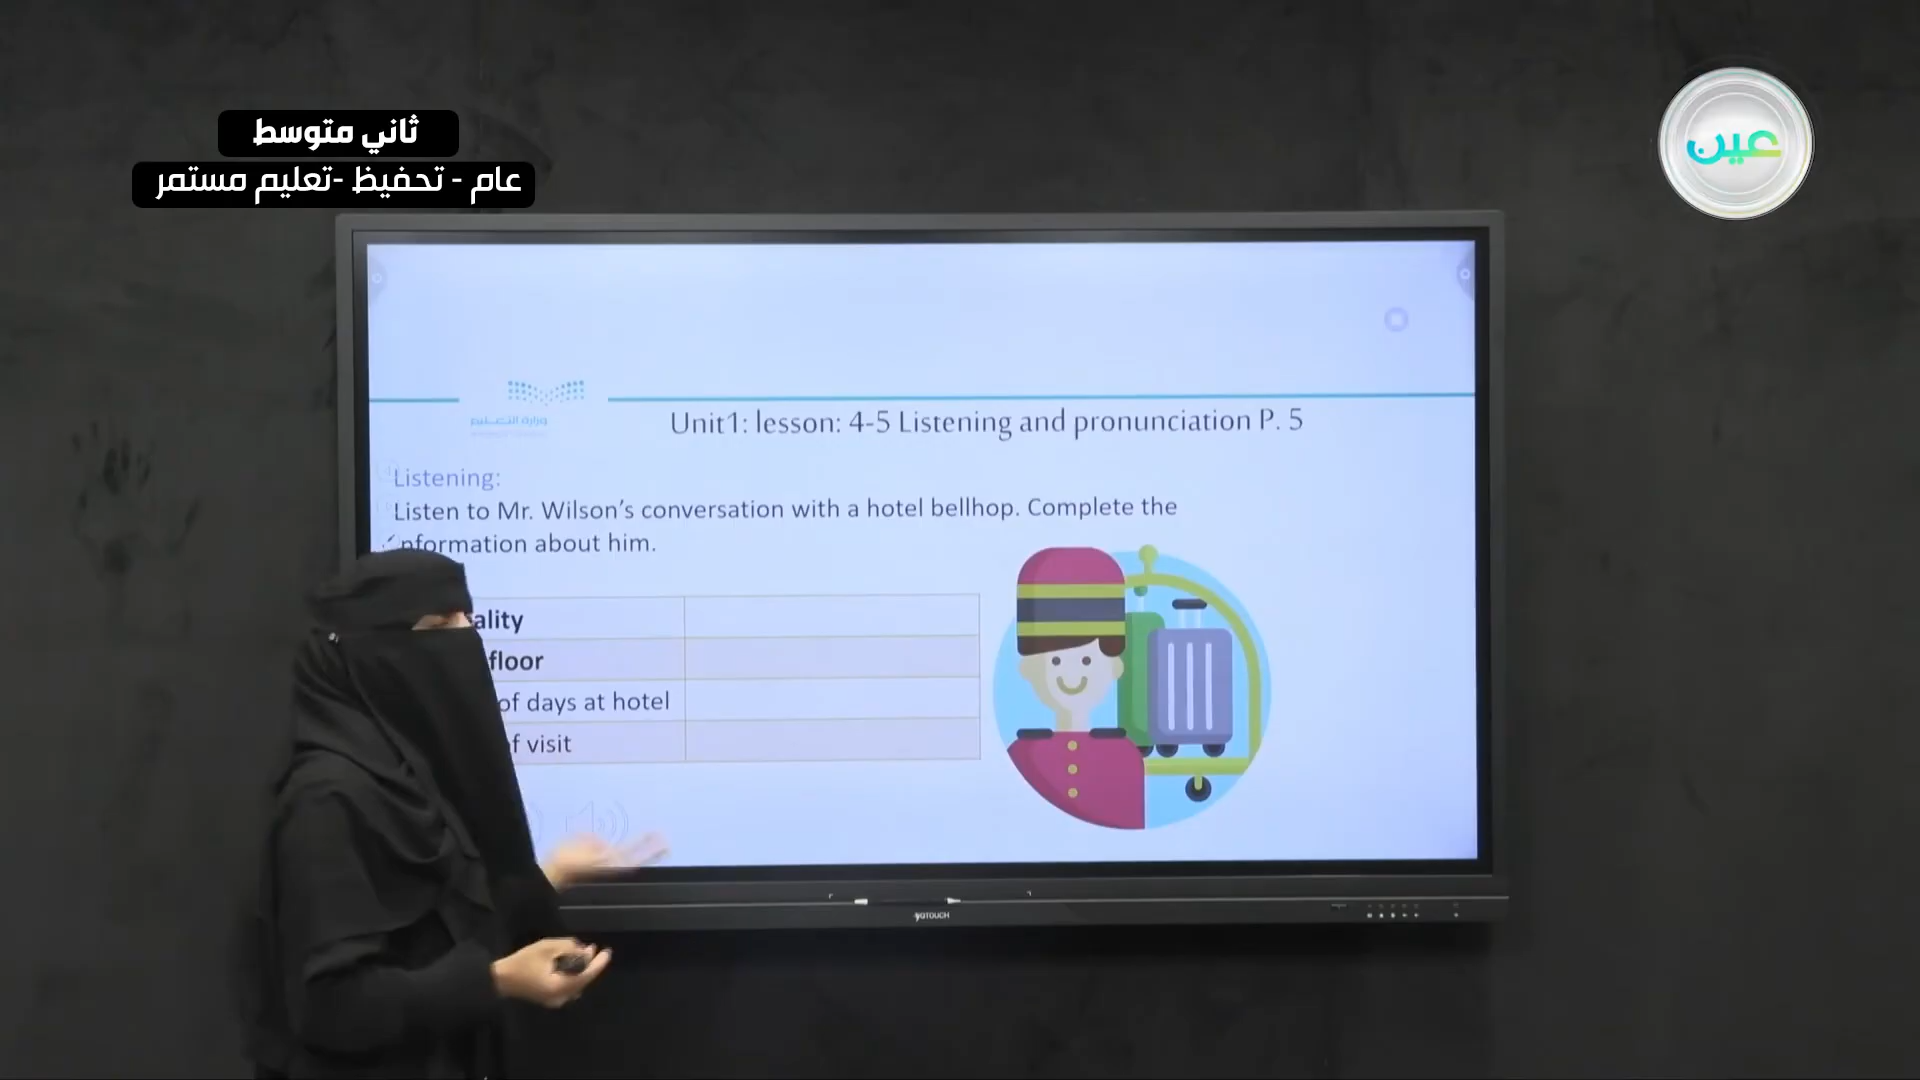 ثاني متوسط
عام - تحفيظ -تعليم مستمر
عين
وزارة التعليم
Unit1: lesson: 4-5 Listening and pronunciation P. 5
Listening:
Listen to Mr. Wilson's conversation with a hotel bellhop. Complete the
nformation about him.
ality
floor
of days at hotel
f visit
YOTOUCH